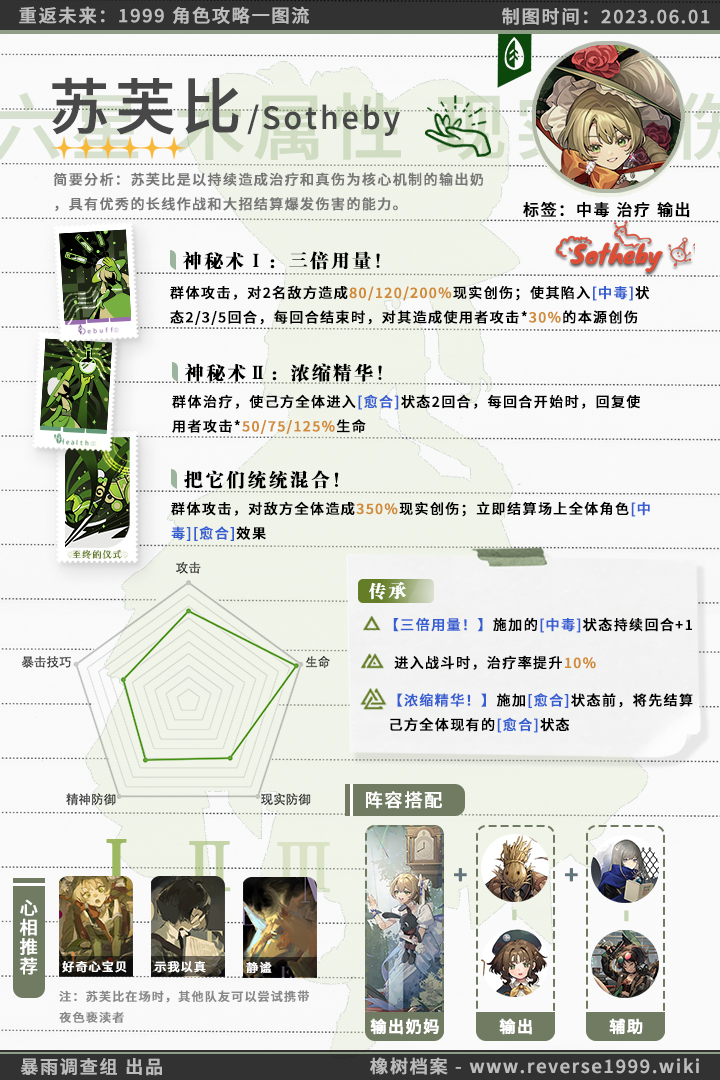 重返未来：1999 角色攻略一图流
制图时间：2023.06.01
六星 木属性 现实 伤
苏芙比/Sotheby
简要分析：苏芙比是以持续造成治疗和真伤为核心机制的输出奶
，具有优秀的长线作战和大招结算爆发伤害的能力。
标签：中毒 治疗 输出
Sotheby
神秘术Ⅰ：三倍用量！
群体攻击，对2名敌方造成80/120/200%现实创伤；使其陷入[中毒]状
态2/3/5回合，每回合结束时，对其造成使用者攻击*30%的本源创伤
Debuff
神秘术Ⅱ：浓缩精华！
群体治疗，使己方全体进入[愈合]状态2回合，每回合开始时，回复使
用者攻击*50/75/125%生命
Health
把它们统统混合！
群体攻击，对敌方全体造成350%现实创伤；立即结算场上全体角色[中
毒][愈合]效果
至终的仪式
攻击
生命
现实防御
精神防御
暴击技巧
传承
【三倍用量！】施加的[中毒]状态持续回合+1
进入战斗时，治疗率提升10%
【浓缩精华！】施加[愈合]状态前，将先结算
己方全体现有的[愈合]状态
阵容搭配
+
+
输出奶妈
输出
辅助
心相推荐
Ⅰ
Ⅱ
Ⅲ
好奇心宝贝
示我以真
静谧
注：苏芙比在场时，其他队友可以尝试携带
夜色亵渎者
暴雨调查组 出品
橡树档案 - www.reverse1999.wiki